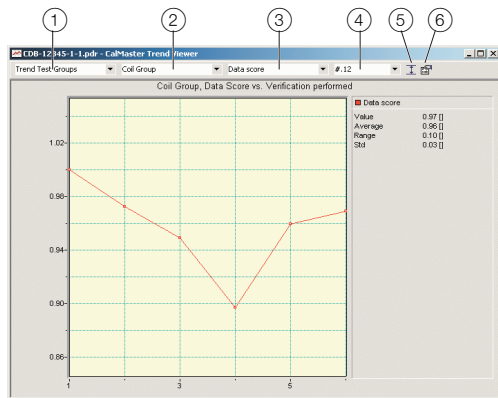 1 2 3 4 5 6
CDB-12345-1-1.pdr - CalMaster Trend Viewer
Trend Test Groups Coil Group Data score #.12
Coil Group, Data Score vs. Verification performed
Data score
Value 0.97 []
Average 0.96 []
Range 0.10 []
Std 0.03 []
1.02
0.98
0.94
0.90
0.86
1 3 5